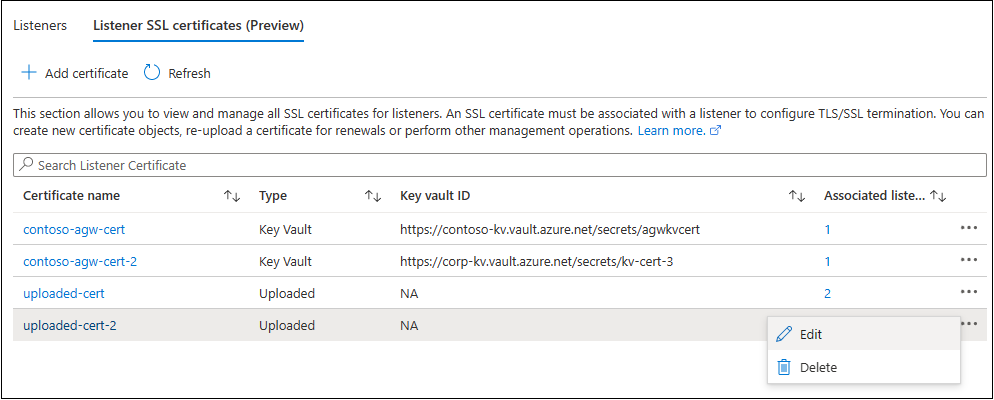 Listeners Listener SSL certificates (Preview)
Add certificate Refresh
This section allows you to view and manage all SSL certificates for listeners. An SSL certificate must be associated with a listener to configure TLS/SSL termination. You can
create new certificate objects, re-upload a certificate for renewals or perform other management operations. Learn more.
Search Listener Certificate
Certificate name Type Key vault ID Associated liste...
contoso-agw-cert Key Vault https://contoso-kv.vault.azure.net/secrets/agwkvcert 1
contoso-agw-cert-2 Key Vault https://corp-kv.vault.azure.net/secrets/kv-cert-3 1
uploaded-cert Uploaded NA 2
uploaded-cert-2 Uploaded NA
Edit
Delete